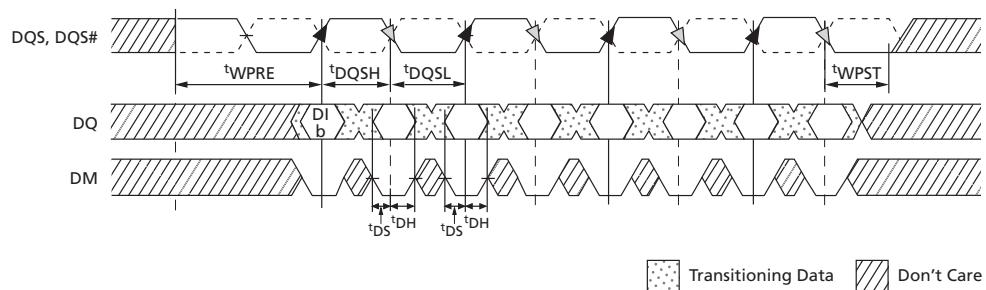 DQS, DQS#
tWPRE tDQSH tDQSL tWPST
DQ
DI
b
DM
tDS tDH tDS tDH
Transitioning Data Don't Care